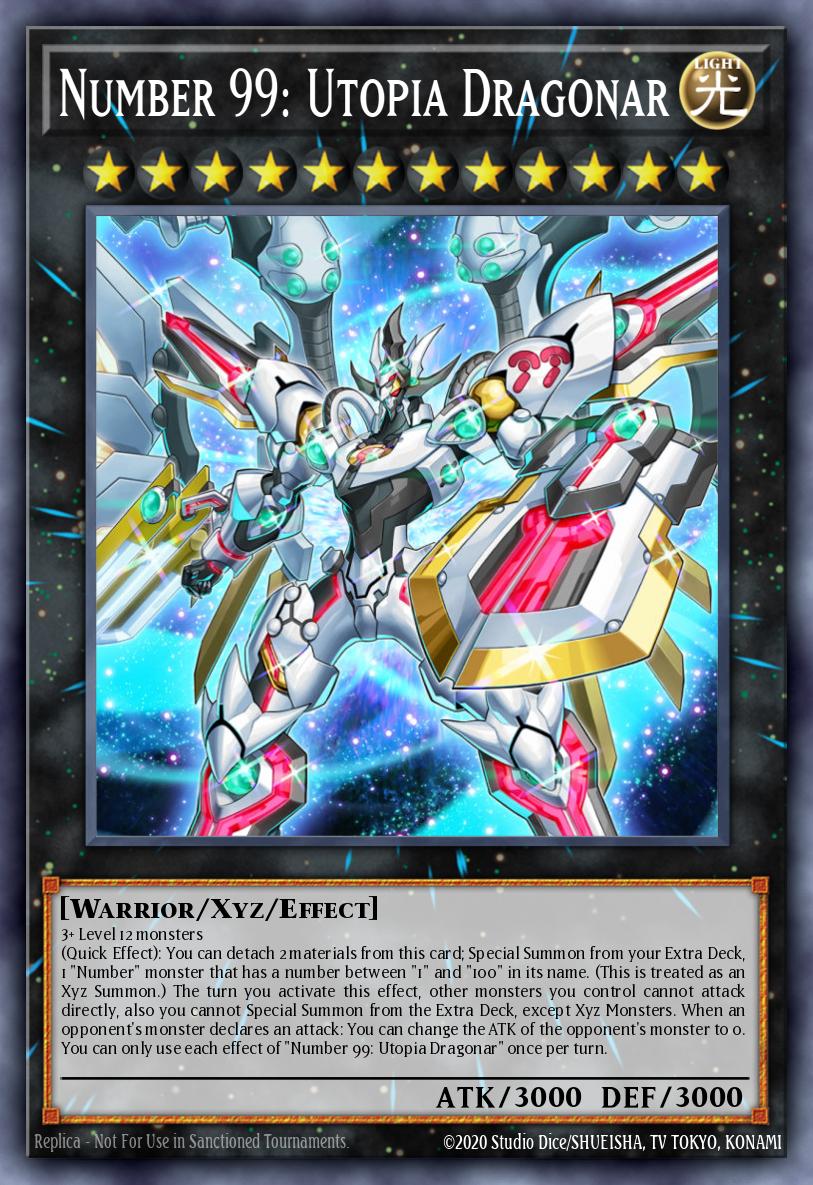 Number 99: Utopia Dragonar
LIGHT
光
[Warrior/Xyz/Effect]
3+ Level 12 monsters
(Quick Effect): You can detach 2 materials from this card; Special Summon from your Extra Deck,
1 "Number" monster that has a number between "1" and "100" in its name. (This is treated as an
Xyz Summon.) The turn you activate this effect, other monsters you control cannot attack
directly, also you cannot Special Summon from the Extra Deck, except Xyz Monsters. When an
opponent's monster declares an attack: You can change the ATK of the opponent's monster to 0.
You can only use each effect of "Number 99: Utopia Dragonar" once per turn.
ATK/3000 DEF/3000
Replica - Not For Use in Sanctioned Tournaments.
©2020 Studio Dice/SHUEISHA, TV TOKYO, KONAMI